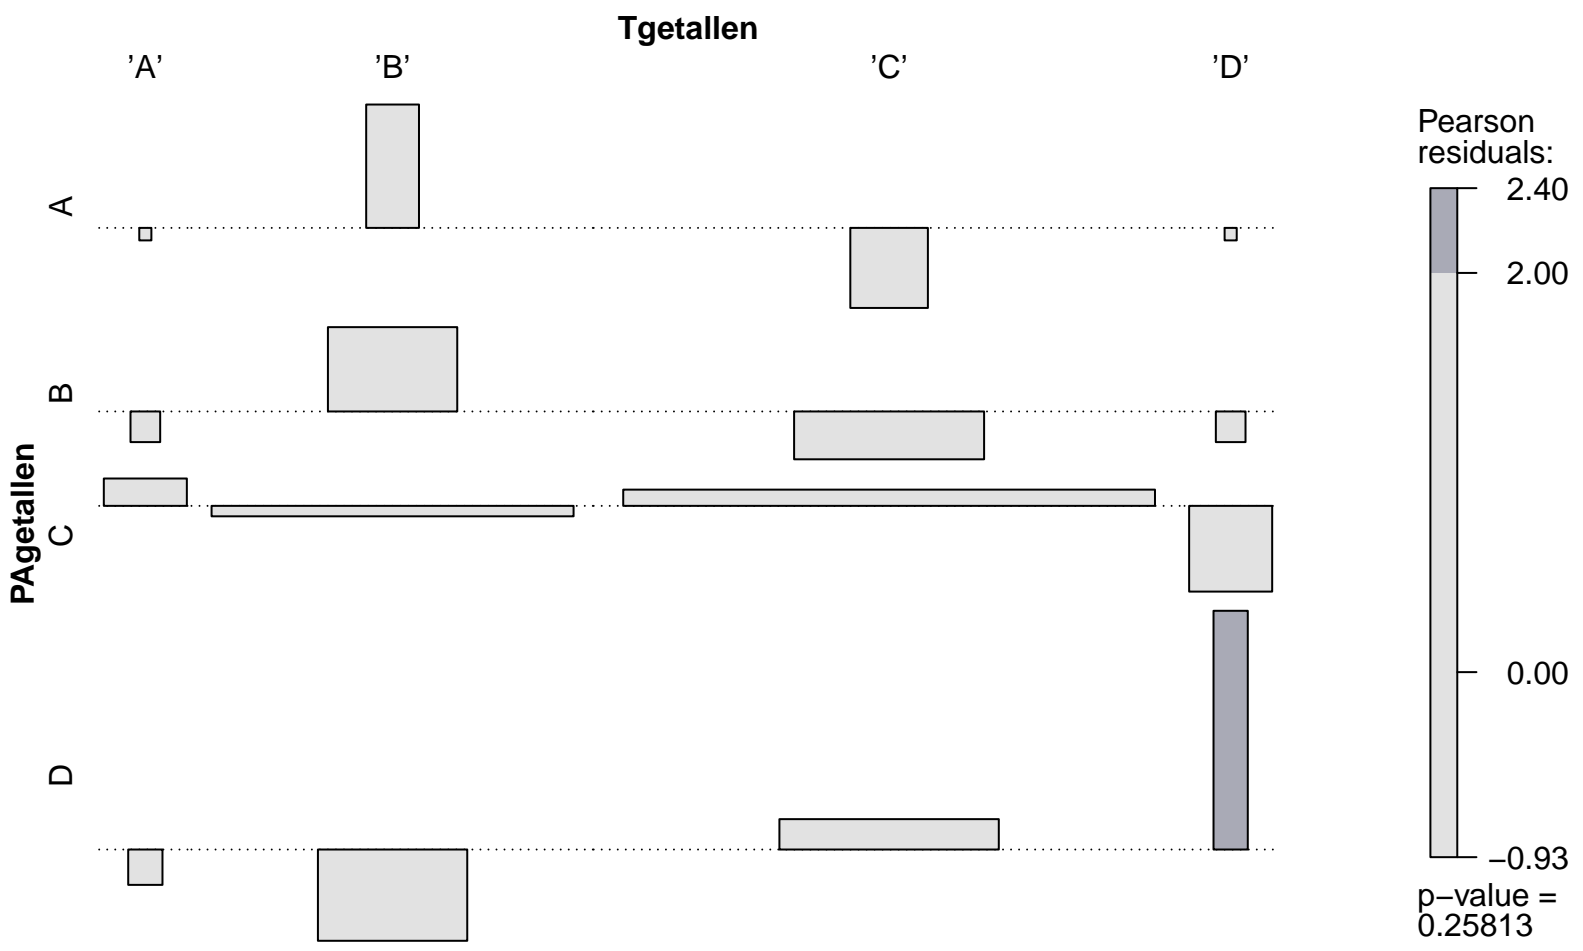 Tgetallen
’A’ ’B’ ’C’ ’D’
PAgetallen
A
B
C
D
Pearson
residuals:
2.40
2.00
0.00
−0.93
p−value =
0.25813